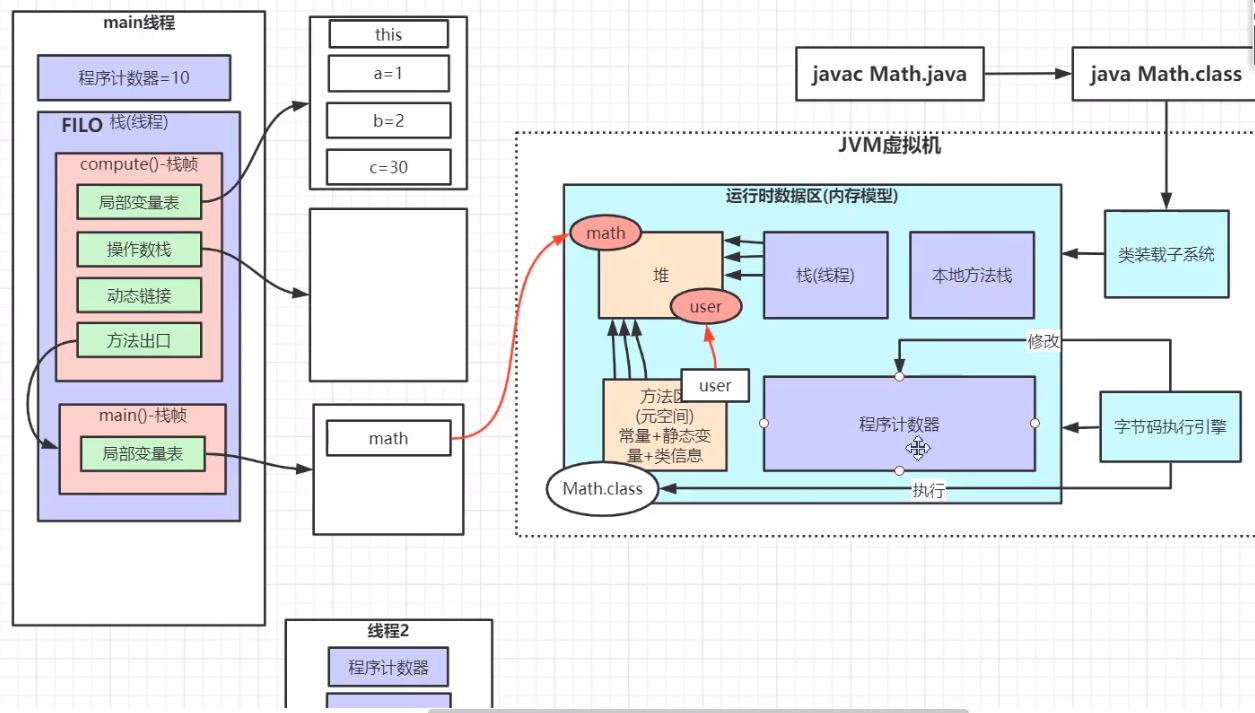 main线程
程序计数器=10
FILO 栈(线程)
compute()-栈帧
局部变量表
操作数栈
动态链接
方法出口
main()-栈帧
局部变量表
this
a=1
b=2
c=30
math
线程2
程序计数器
javac Math.java
java Math.class
JVM虚拟机
运行时数据区(内存模型)
math
堆
user
栈(线程)
本地方法栈
类装载子系统
修改
user
方法区
(元空间)
常量+静态变
量+类信息
程序计数器
字节码执行引擎
Math.class
执行